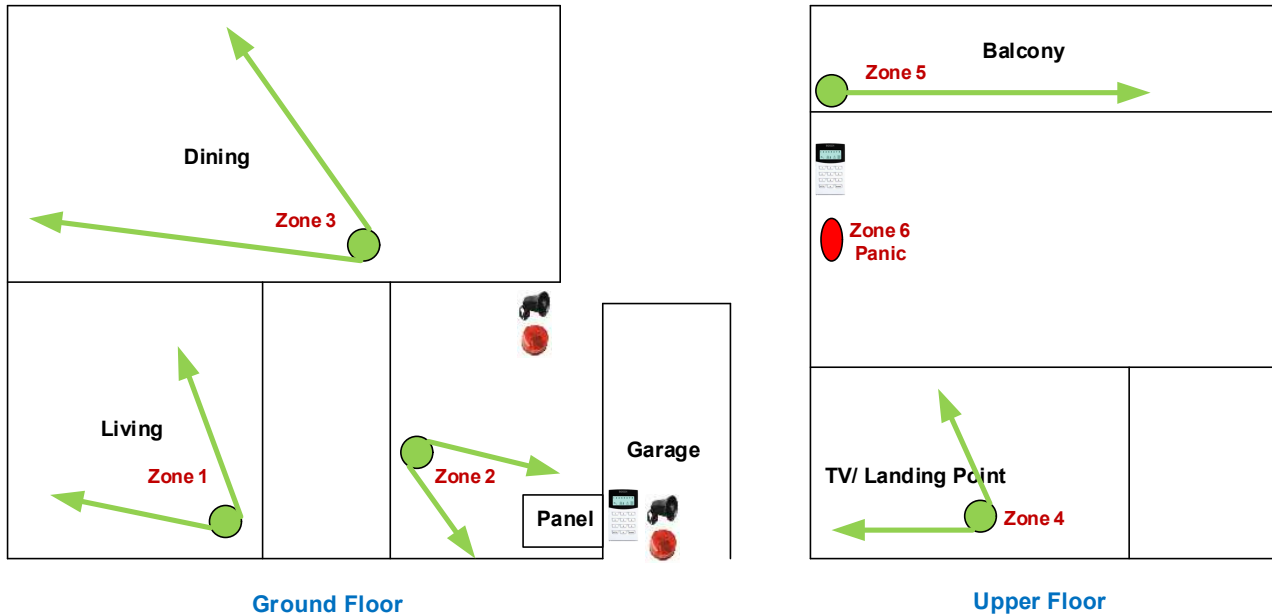 Dining
Zone 3
Living
Zone 1
Zone 2
Panel
Garage
Ground Floor
Balcony
Zone 5
Zone 6
Panic
TV/ Landing Point
Zone 4
Upper Floor